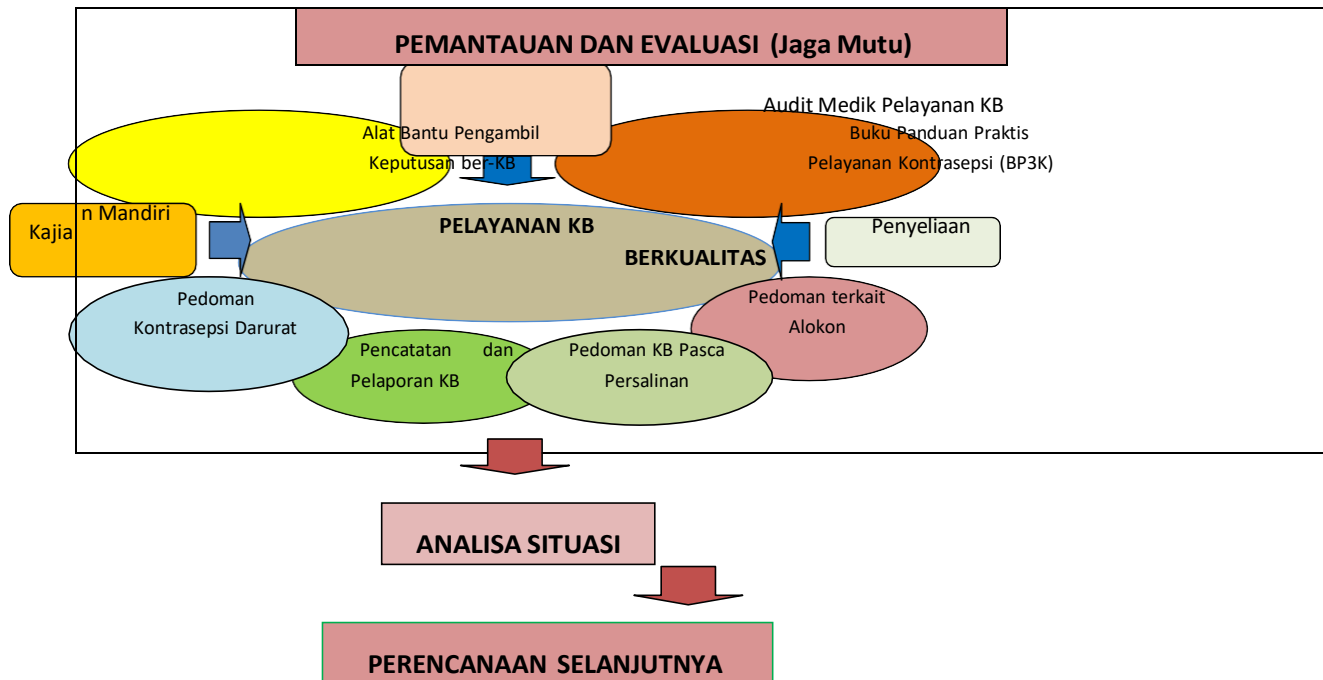 PEMANTAUAN DAN EVALUASI (Jaga Mutu)
Audit Medik Pelayanan KB
Alat Bantu Pengambil
Keputusan ber-KB
Buku Panduan Praktis
Pelayanan Kontrasepsi (BP3K)
n Mandiri
Kajia
PELAYANAN KB
BERKUALITAS
Penyeliaan
Pedoman
Kontrasepsi Darurat
Pedoman terkait
Alokon
Pencatatan dan
Pelaporan KB
Pedoman KB Pasca
Persalinan
ANALISA SITUASI
PERENCANAAN SELANJUTNYA